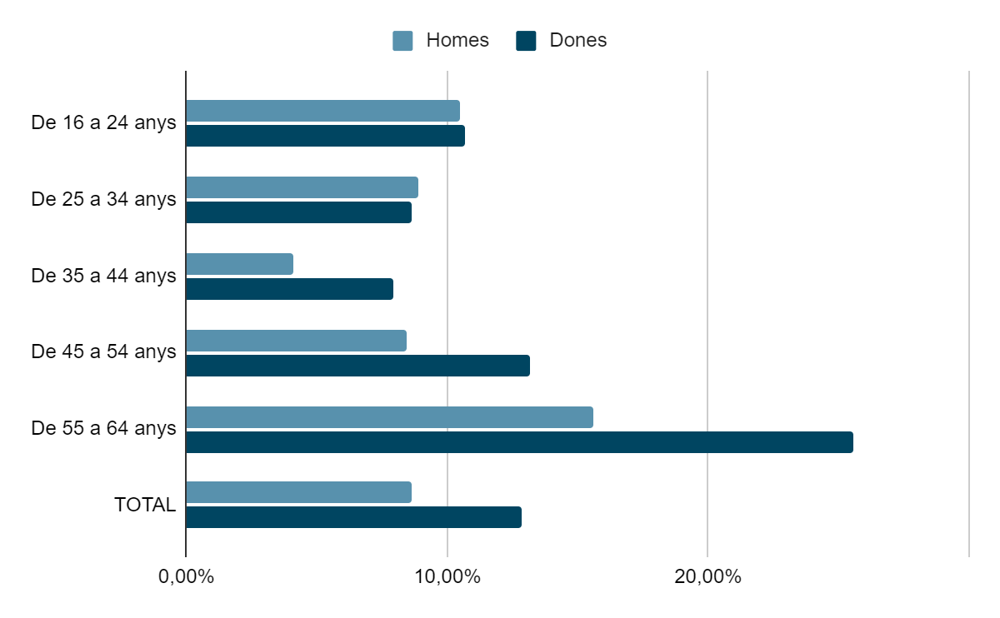 Homes Dones
De 16 a 24 anys
De 25 a 34 anys
De 35 a 44 anys
De 45 a 54 anys
De 55 a 64 anys
TOTAL
0,00% 10,00% 20,00%